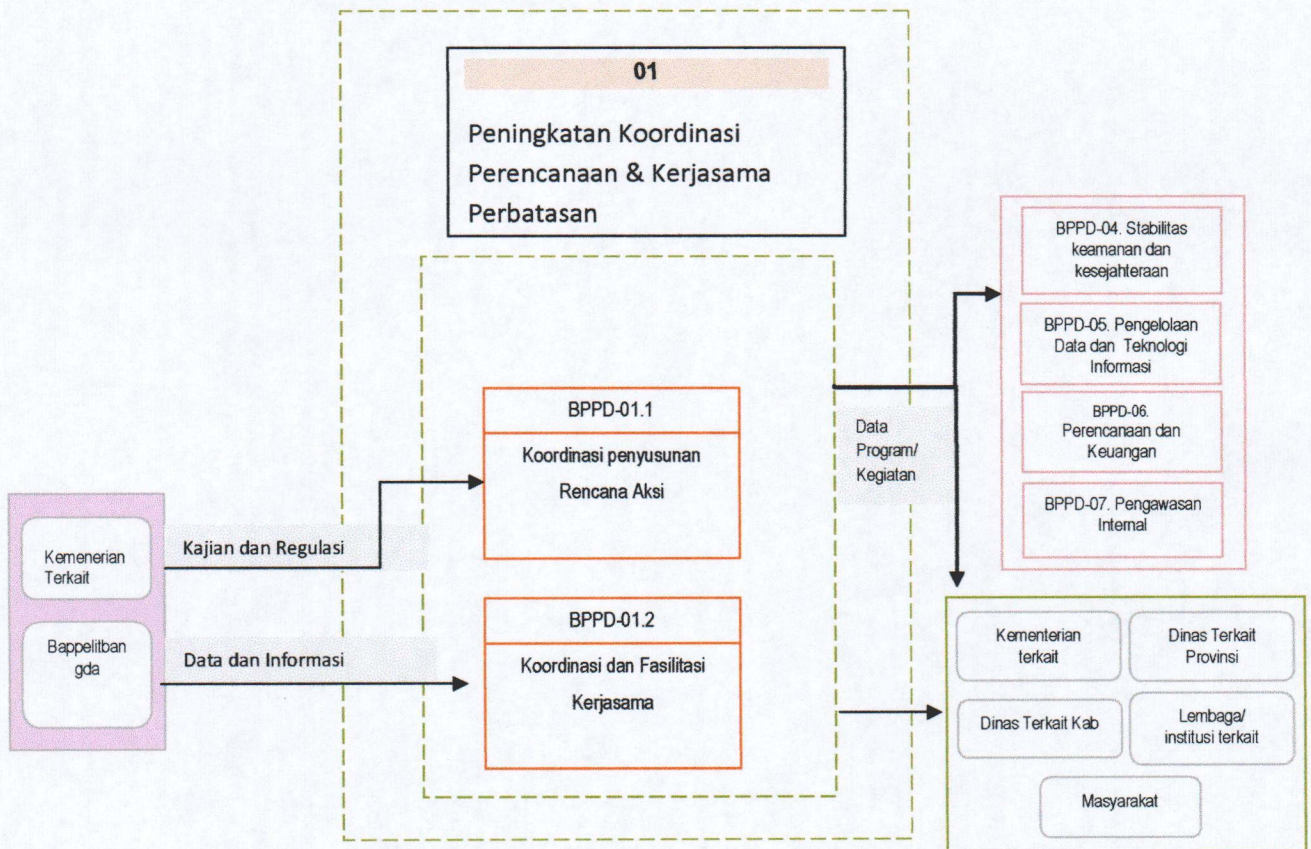 01
Peningkatan Koordinasi
Perencanaan & Kerjasama
Perbatasan
BPPD-04. Stabilitas
keamanan dan
kesejahteraan
BPPD-05. Pengelolaan
Data dan Teknologi
Informasi
BPPD-06.
Perencanaan dan
Keuangan
BPPD-07. Pengawasan
Internal
BPPD-01.1
Koordinasi penyusunan
Rencana Aksi
Data
Program/
Kegiatan
Kemenerian
Terkait
Kajian dan Regulasi
Bappelitban
gda
Data dan Informasi
BPPD-01.2
Koordinasi dan Fasilitasi
Kerjasama
Kementerian
terkait
Dinas Terkait
Provinsi
Dinas Terkait Kab
Lembaga/
institusi terkait
Masyarakat